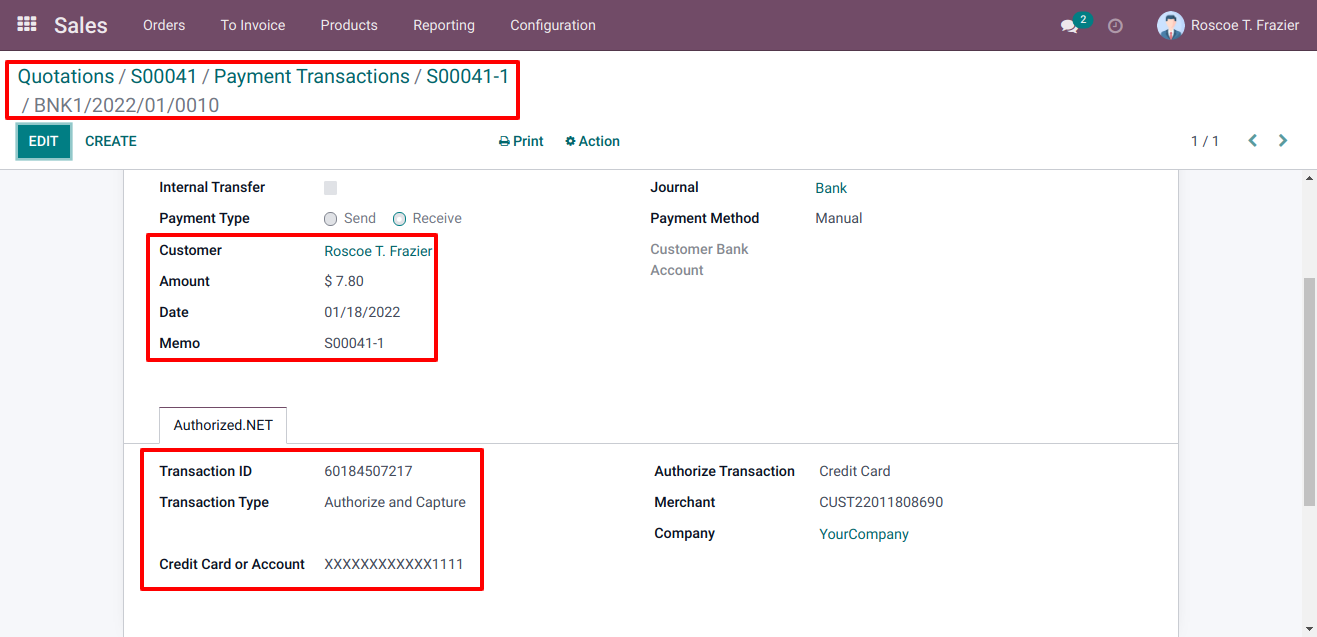 Sales Orders To Invoice Products Reporting Configuration 2 Roscoe T. Frazier
Quotations / S00041 / Payment Transactions / S00041-1
/ BNK1/2022/01/0010
EDIT CREATE Print Action 1 / 1
Internal Transfer Journal Bank
Payment Type Send Receive Payment Method Manual
Customer Roscoe T. Frazier Customer Bank
Account
Amount $ 7.80
Date 01/18/2022
Memo S00041-1
Authorized.NET
Transaction ID 60184507217 Authorize Transaction Credit Card
Transaction Type Authorize and Capture Merchant CUST22011808690
Company YourCompany
Credit Card or Account XXXXXXXXXXXX1111